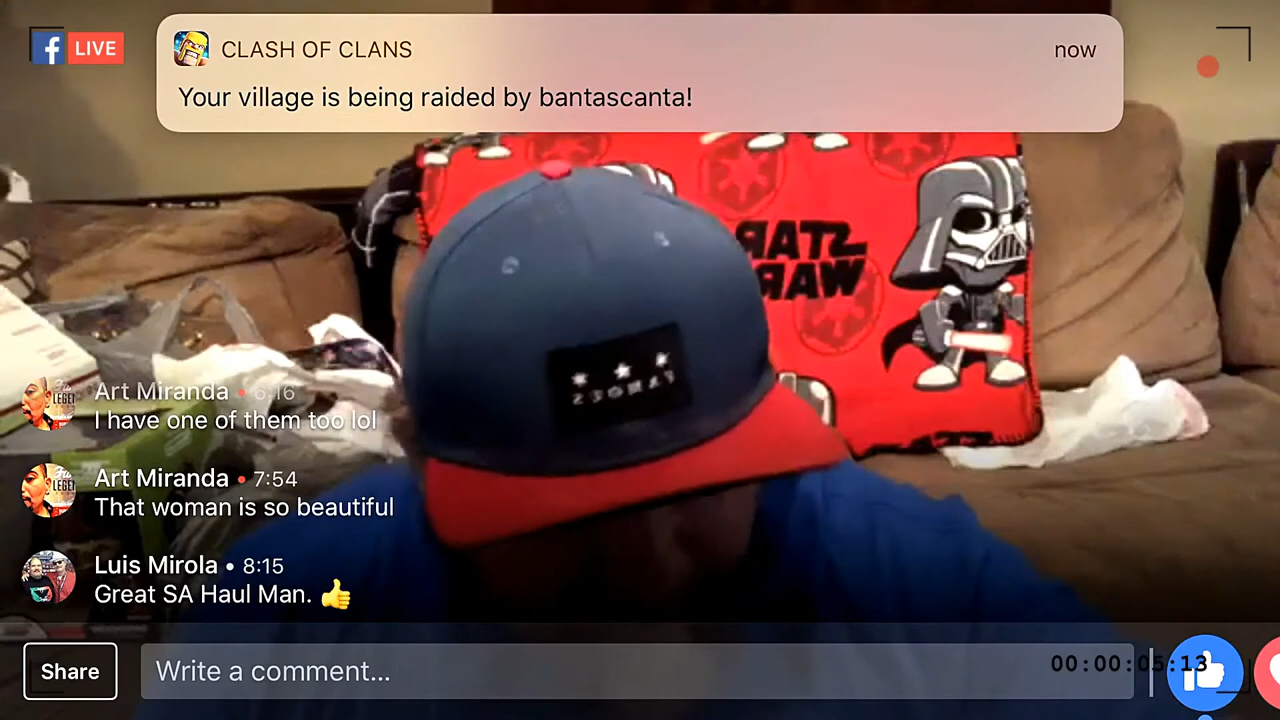 f LIVE
CLASH OF CLANS
now
Your village is being raided by bantascanta!
STAR
WAR
Art Miranda • 6:16
I have one of them too lol
Art Miranda • 7:54
That woman is so beautiful
Luis Mirola • 8:15
Great SA Haul Man. 👍
Share
Write a comment...
00:00:05:13